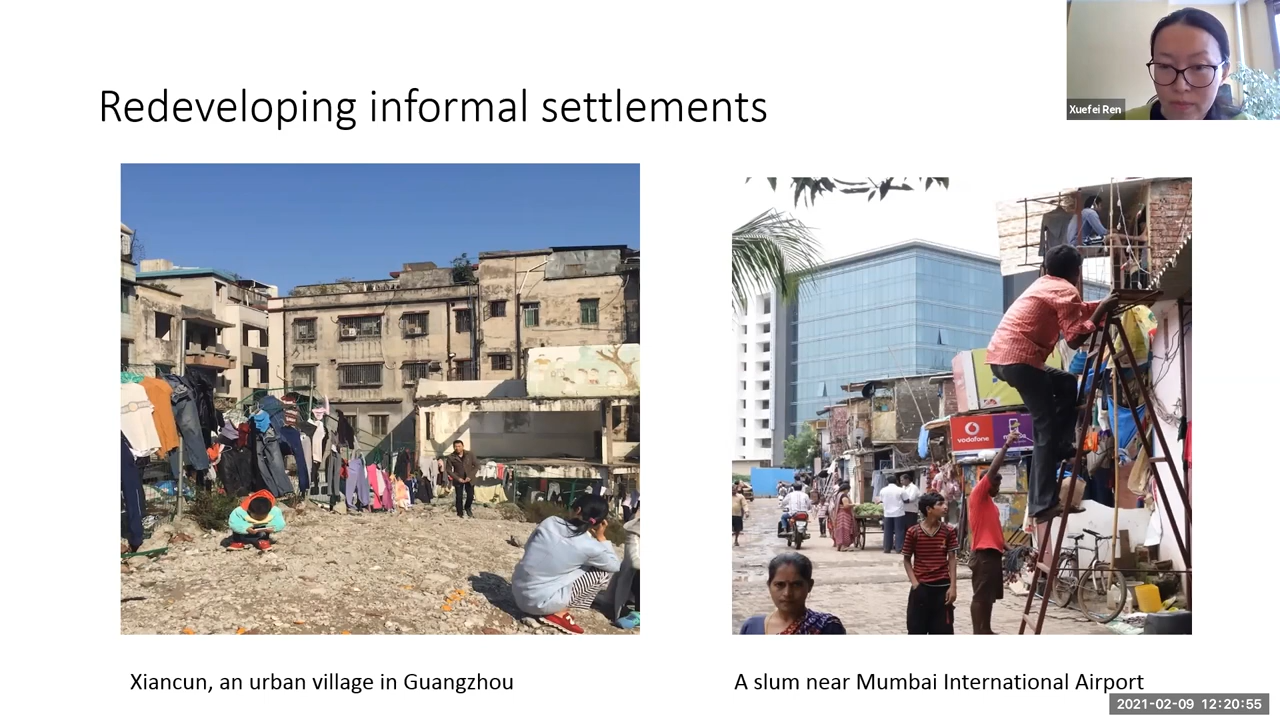 Xuefei Ren
Redeveloping informal settlements
vodafone
Xiancun, an urban village in Guangzhou
A slum near Mumbai International Airport
2021-02-09 12:20:55